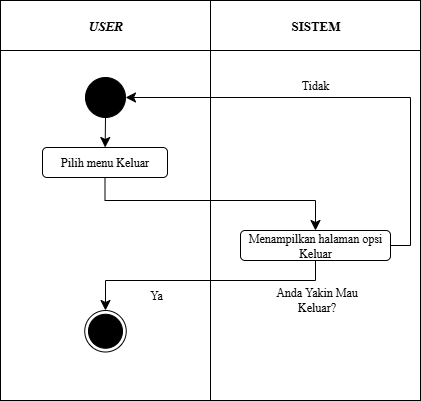 USER
SISTEM
Tidak
Pilih menu Keluar
Menampilkan halaman opsi
Keluar
Ya
Anda Yakin Mau
Keluar?